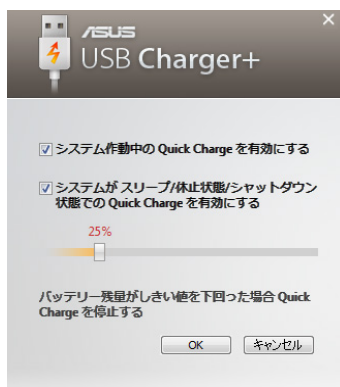 ASUS
USB Charger+
システム作動中の Quick Charge を有効にする
システムが スリープ/休止状態/シャットダウン
状態での Quick Charge を有効にする
25%
バッテリー残量がしきい値を下回った場合 Quick
Charge を停止する
OK キャンセル